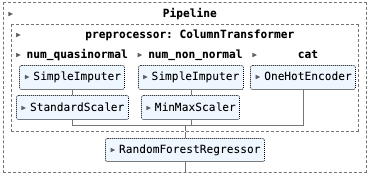 Pipeline
preprocessor: ColumnTransformer
num_quasinormal num_non_normal cat
SimpleImputer SimpleImputer OneHotEncoder
StandardScaler MinMaxScaler
RandomForestRegressor